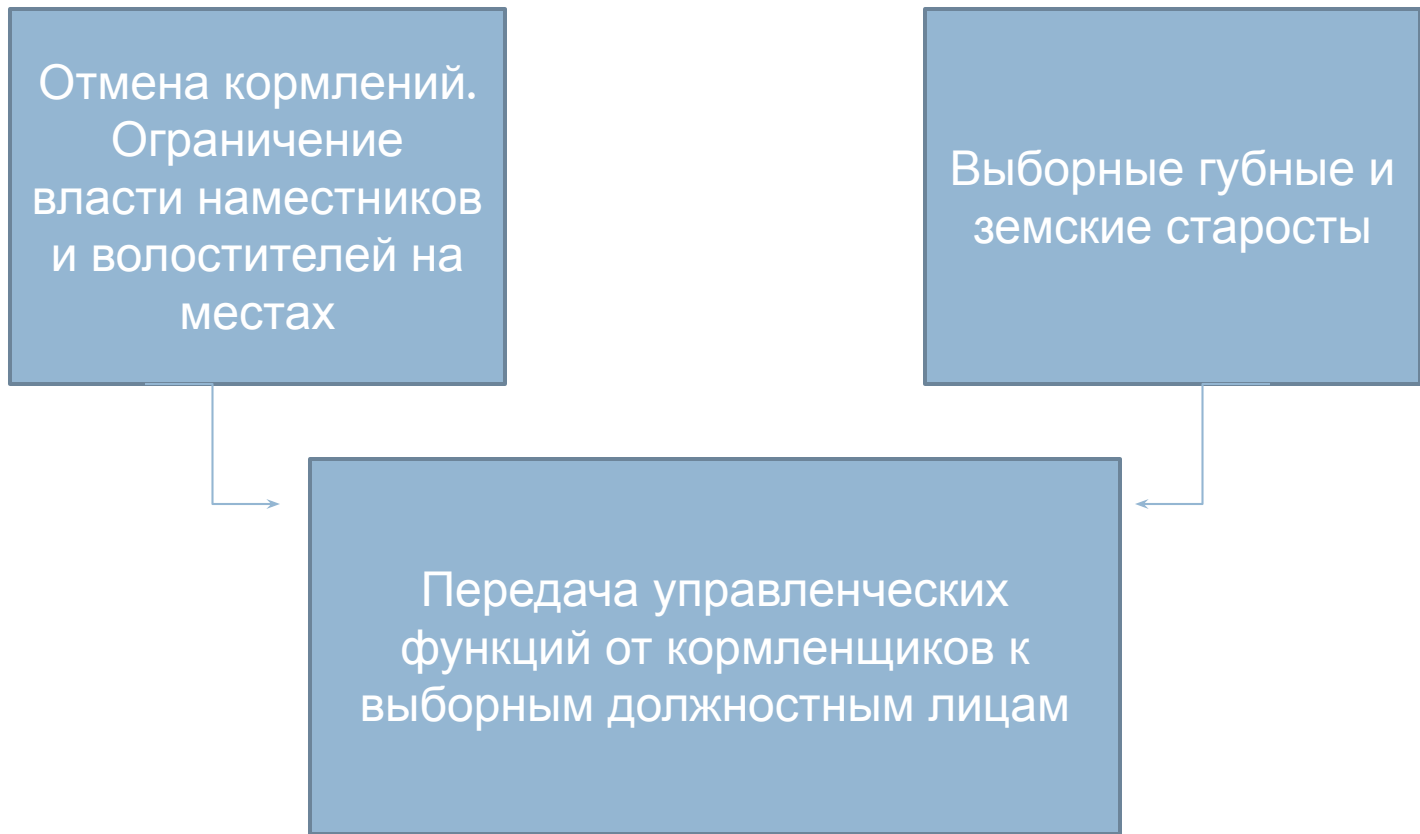 Отмена кормлений.
Ограничение
власти наместников
и волостителей на
местах
Выборные губные и
земские старосты
Передача управленческих
функций от кормленщиков к
выборным должностным лицам